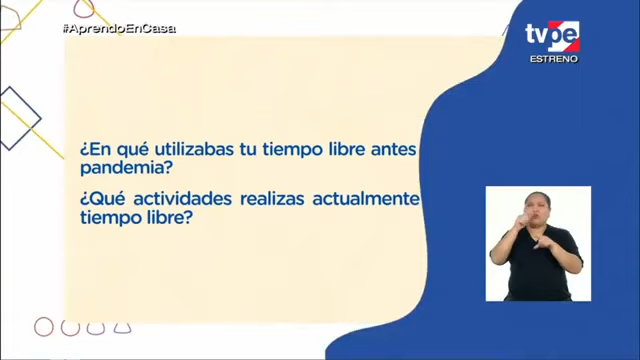 #AprendoEnCasa
tvpe
ESTRENO
¿En qué utilizabas tu tiempo libre antes
pandemia?
¿Qué actividades realizas actualmente
tiempo libre?